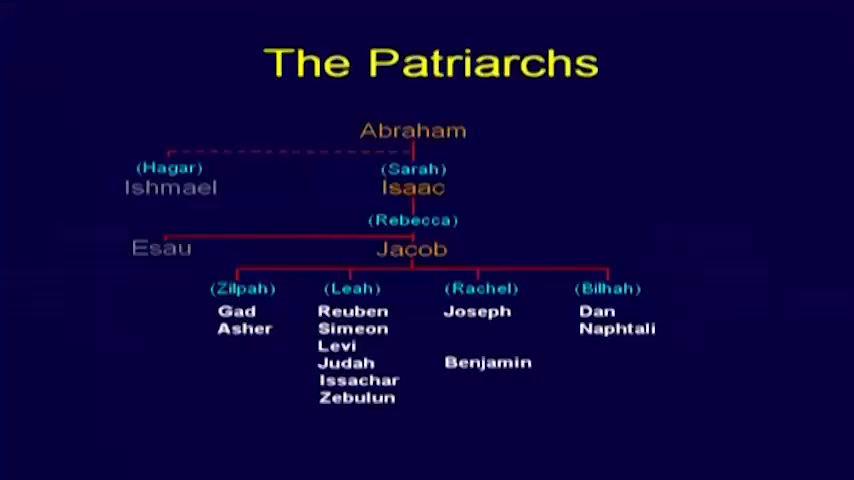 The Patriarchs
Abraham
(Hagar) (Sarah)
Ishmael Isaac
(Rebecca)
Esau Jacob
(Zilpah) (Leah) (Rachel) (Bilhah)
Gad Reuben Joseph Dan
Asher Simeon Naphtali
Levi
Judah Benjamin
Issachar
Zebulun